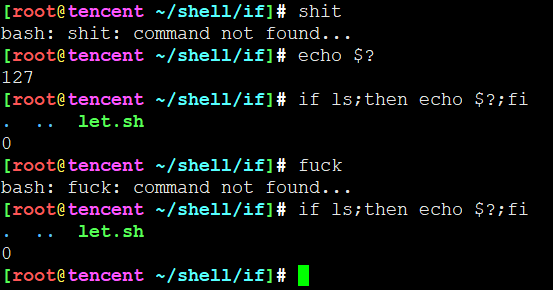 [root@tencent ~/shell/if]# shit
bash: shit: command not found...
[root@tencent ~/shell/if]# echo $?
127
[root@tencent ~/shell/if]# if ls;then echo $?;fi
.  ..  let.sh
0
[root@tencent ~/shell/if]# fuck
bash: fuck: command not found...
[root@tencent ~/shell/if]# if ls;then echo $?;fi
.  ..  let.sh
0
[root@tencent ~/shell/if]#